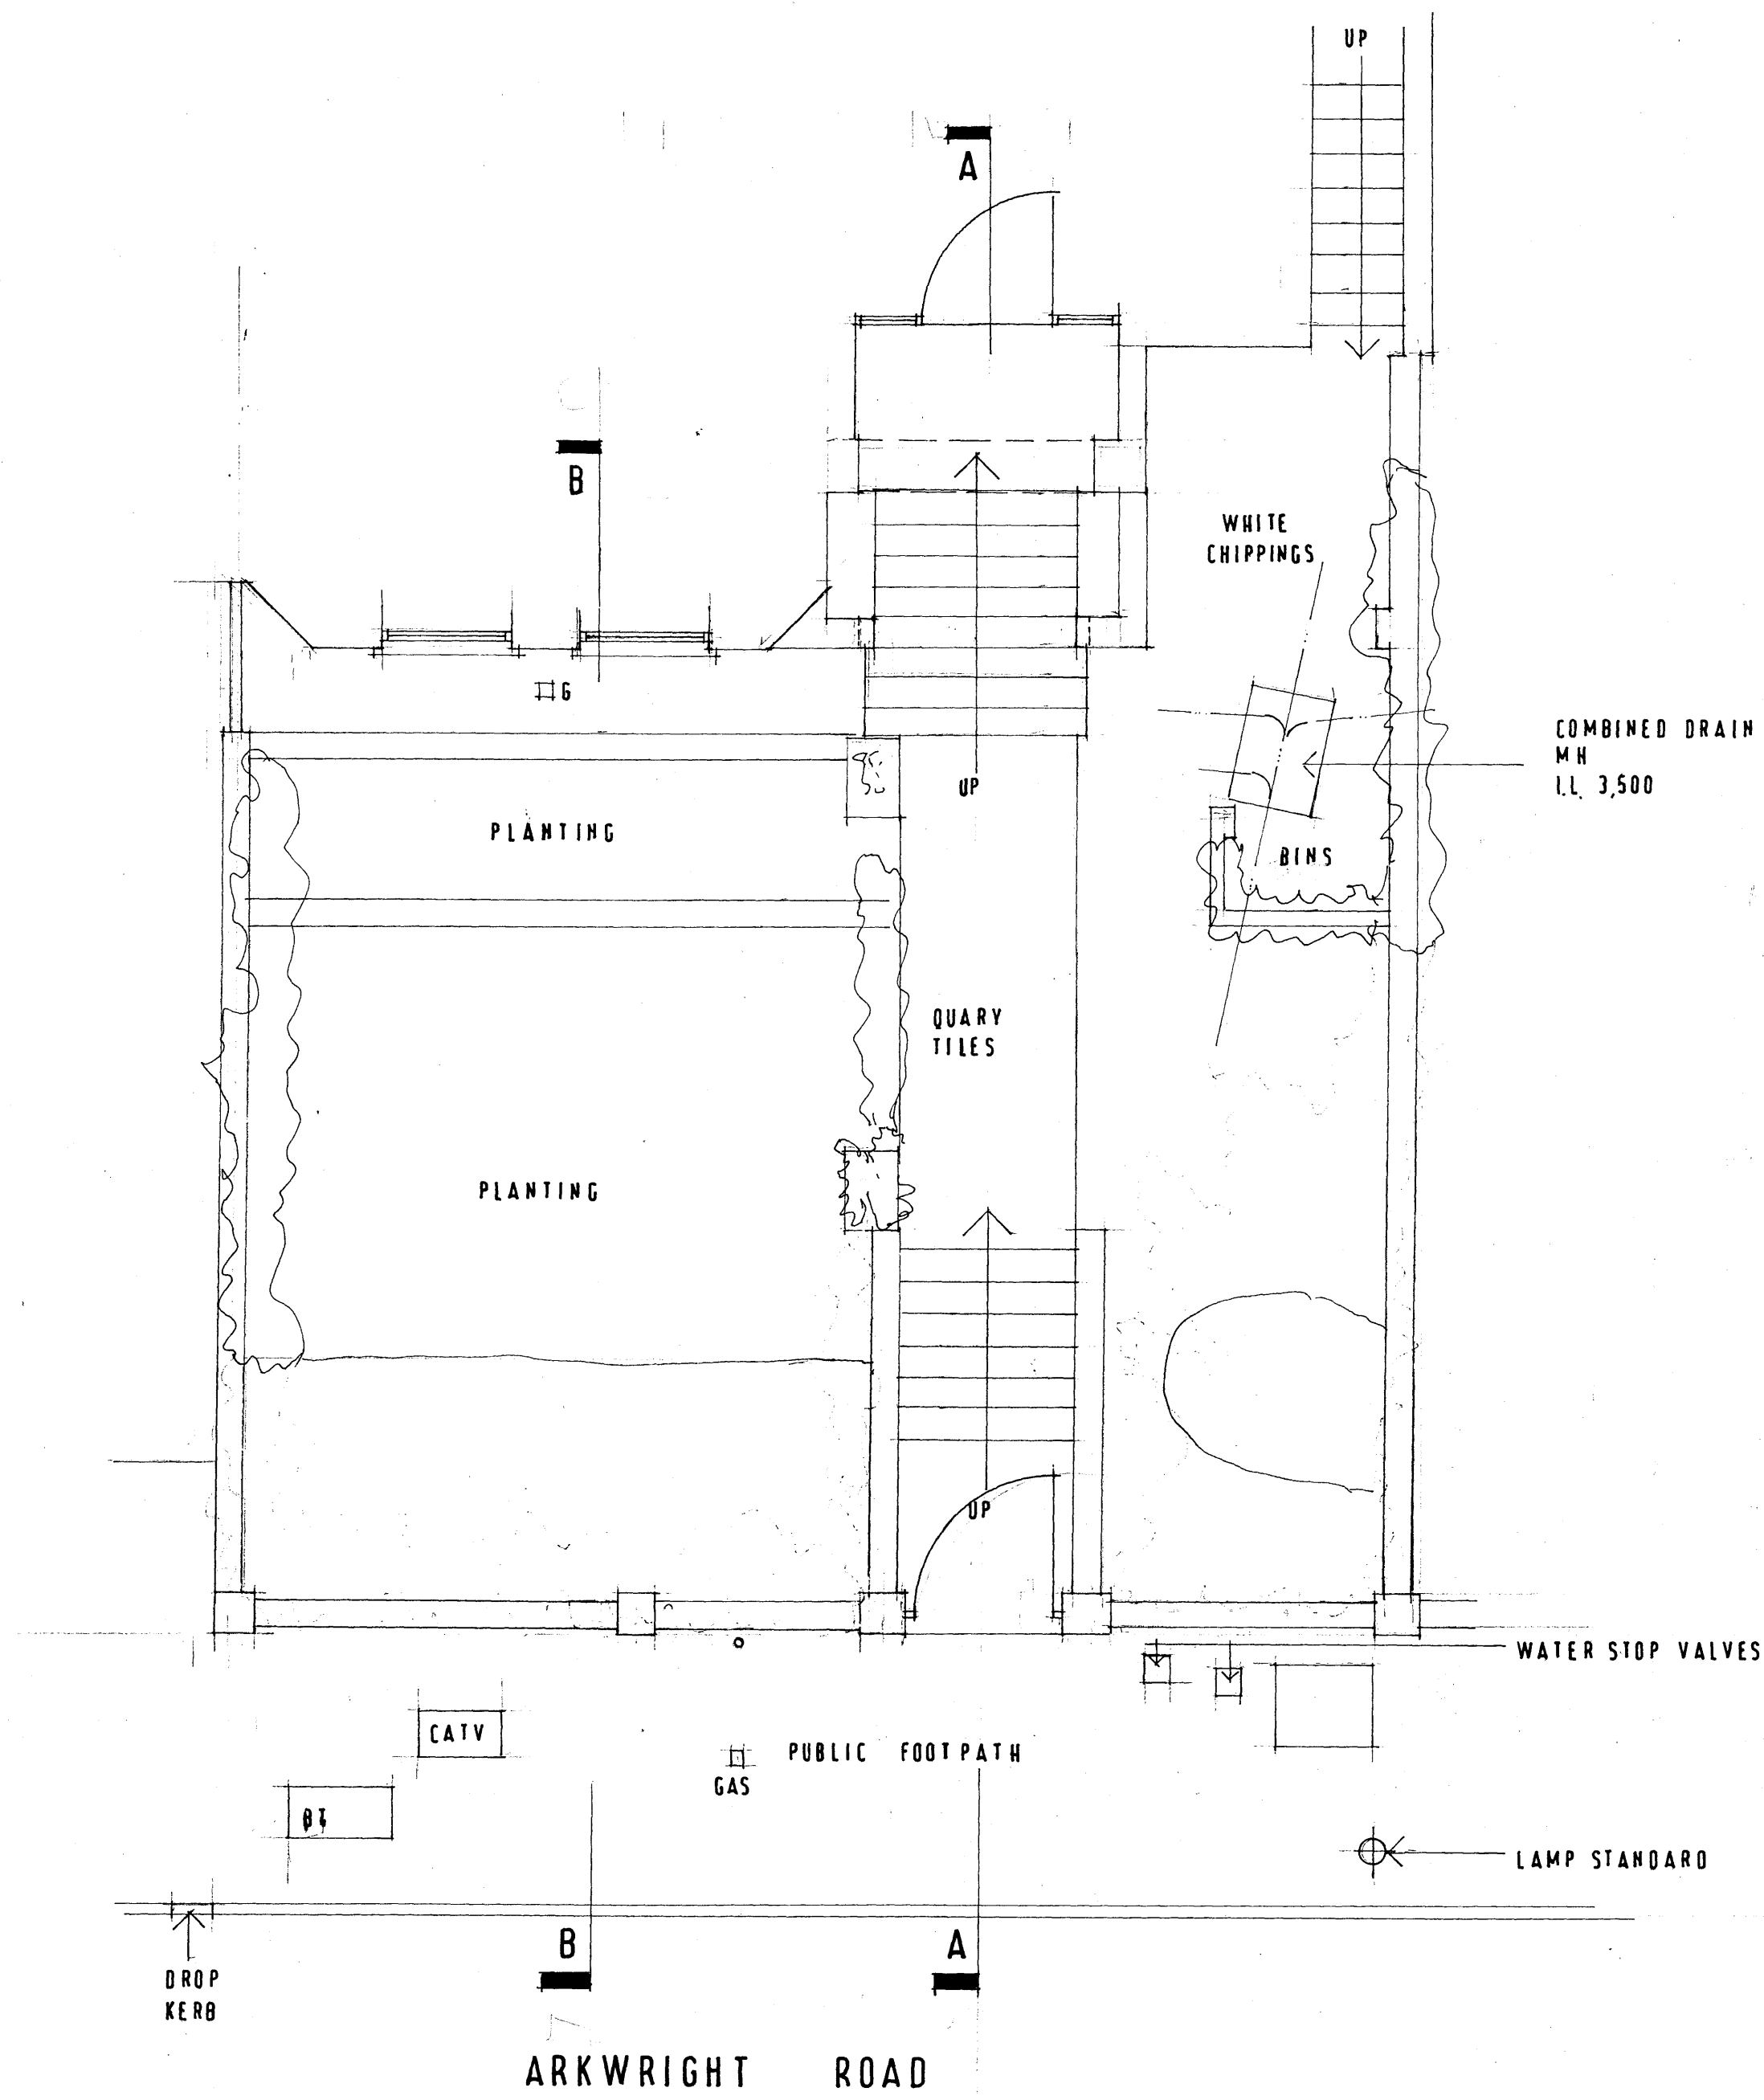 UP
A
B
WHITE
CHIPPINGS
G
COMBINED DRAIN
MH
I.L. 3,500
UP
PLANTING
BINS
QUARY
TILES
PLANTING
UP
WATER STOP VALVES
CATV
PUBLIC FOOTPATH
GAS
BT
LAMP STANDARD
B
A
DROP
KERB
ARKWRIGHT ROAD